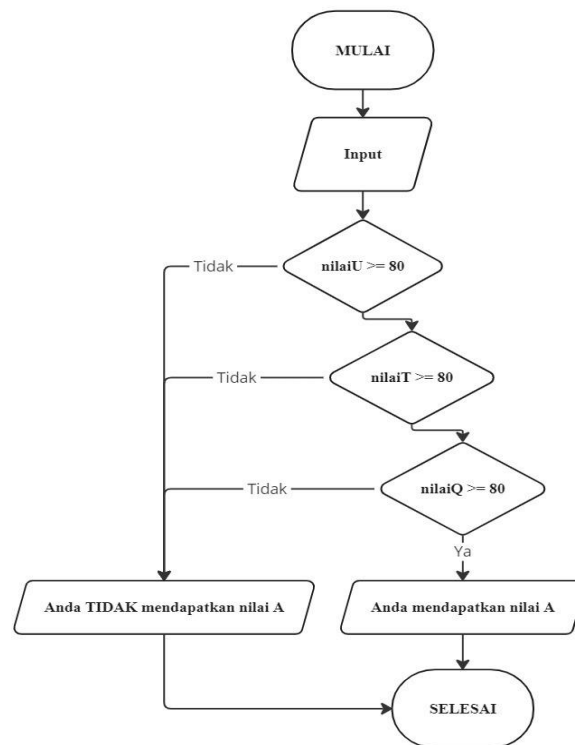 MULAI
Input
Tidak
nilaiU >= 80
Tidak
nilaiT >= 80
Tidak
nilaiQ >= 80
Ya
Anda TIDAK mendapatkan nilai A
Anda mendapatkan nilai A
SELESAI